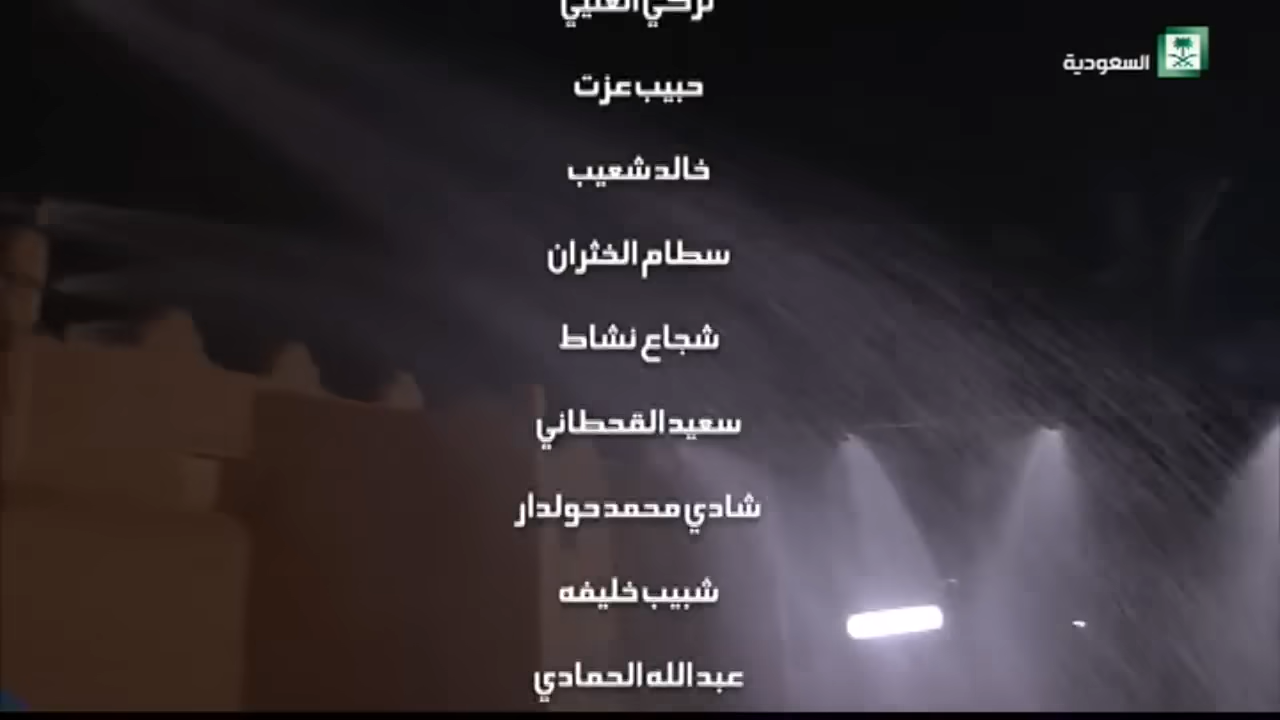 السعودية
حبيب عزت
خالد شعيب
سطام الخثران
شجاع نشاط
سعيد القحطاني
شادي محمد حولدار
شبيب خليفه
عبدالله الحمادي